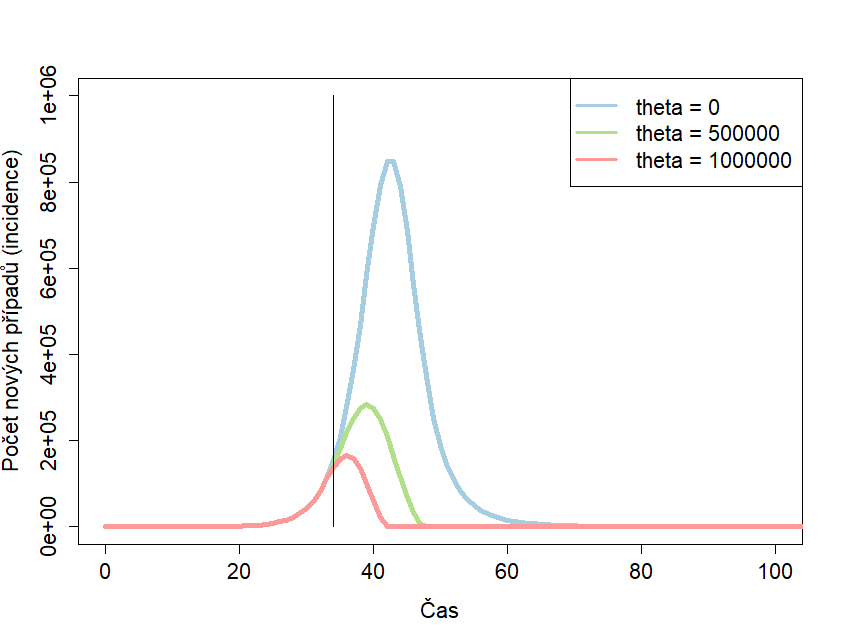 theta = 0
theta = 500000
theta = 1000000
Počet nových případů (incidence)
1e+06
8e+05
6e+05
4e+05
2e+05
0e+00
0 20 40 60 80 100
Čas